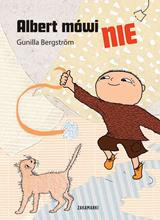 Albert mówi
NIE
Gunilla Bergström
ZAKAMARKI